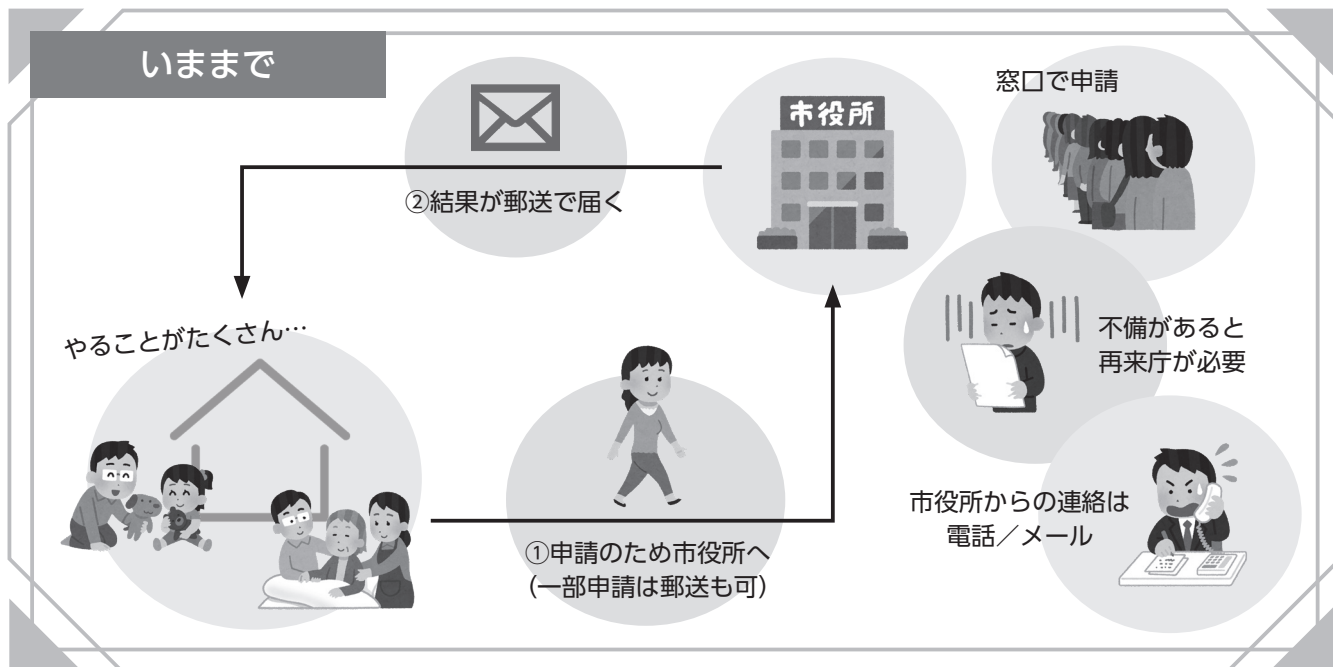 いままで
窓口で申請
市役所
②結果が郵送で届く
やることがたくさん…
不備があると
再来庁が必要
市役所からの連絡は
電話／メール
①申請のため市役所へ
(一部申請は郵送も可)